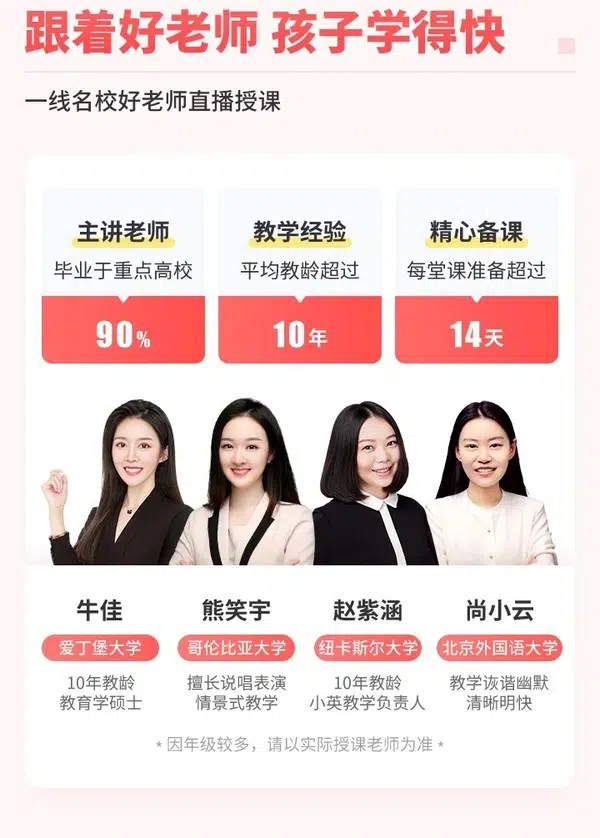 跟着好老师 孩子学得快
一线名校好老师直播授课
主讲老师
毕业于重点高校
90%
教学经验
平均教龄超过
10年
精心备课
每堂课准备超过
14天
牛佳
爱丁堡大学
10年教龄
教育学硕士
熊笑宇
哥伦比亚大学
擅长说唱表演
情景式教学
赵紫涵
纽卡斯尔大学
10年教龄
小英教学负责人
尚小云
北京外国语大学
教学诙谐幽默
清晰明快
* 因年级较多，请以实际授课老师为准 *